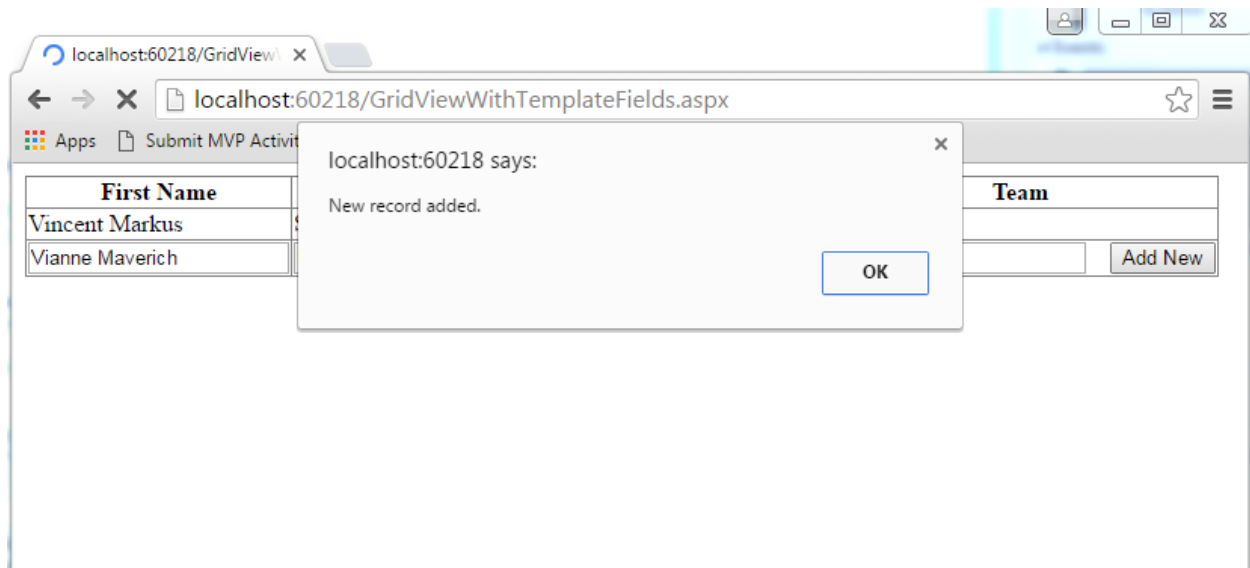 localhost:60218/GridView
localhost:60218/GridViewWithTemplateFields.aspx
Apps Submit MVP Activit
localhost:60218 says:
New record added.
OK
First Name Team
Vincent Markus
Vianne Maverich Add New